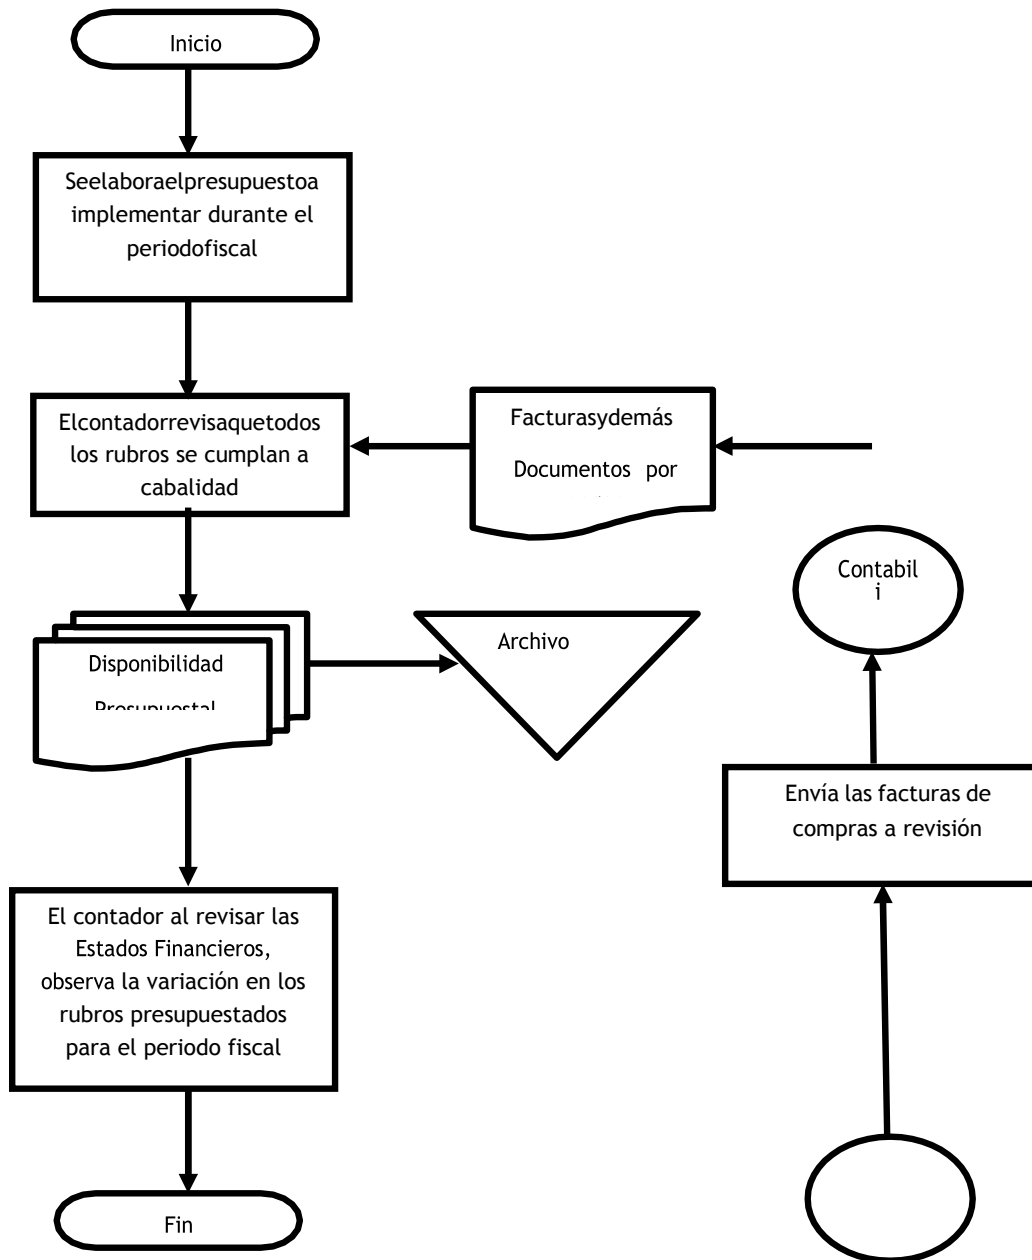 Inicio
Seelaboraelpresupuestoa
implementar durante el
periodofiscal
Elcontadorrevisaquetodos
los rubros se cumplan a
cabalidad
Facturasydemás
Documentos por
Contabil
i
Disponibilidad
Presupuestal
Archivo
Envía las facturas de
compras a revisión
El contador al revisar las
Estados Financieros,
observa la variación en los
rubros presupuestados
para el periodo fiscal
Fin